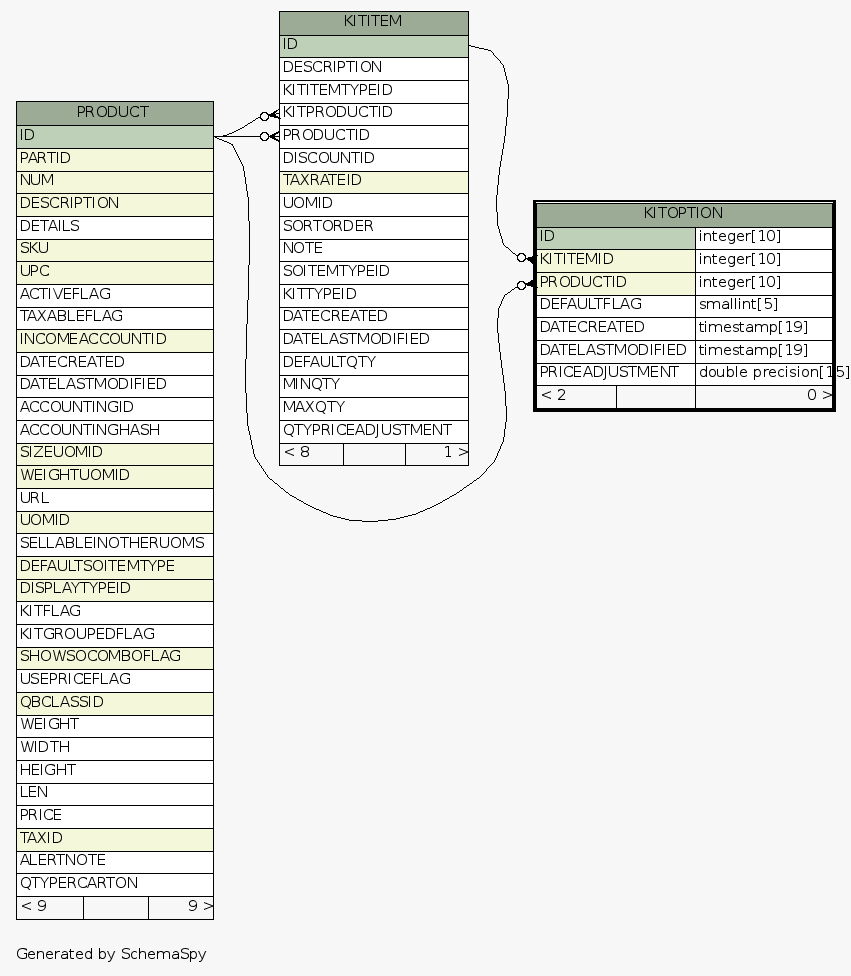 KITITEM
ID
DESCRIPTION
KITITEMTYPEID
KITPRODUCTID
PRODUCTID
DISCOUNTID
TAXRATEID
UOMID
SORTORDER
NOTE
SOITEMTYPEID
KITTYPEID
DATECREATED
DATELASTMODIFIED
DEFAULTQTY
MINQTY
MAXQTY
QTYPRICEADJUSTMENT
< 8 1 >
PRODUCT
ID
PARTID
NUM
DESCRIPTION
DETAILS
SKU
UPC
ACTIVEFLAG
TAXABLEFLAG
INCOMEACCOUNTID
DATECREATED
DATELASTMODIFIED
ACCOUNTINGID
ACCOUNTINGHASH
SIZEUOMID
WEIGHTUOMID
URL
UOMID
SELLABLEINOTHERUOMS
DEFAULTSOITEMTYPE
DISPLAYTYPEID
KITFLAG
KITGROUPEDFLAG
SHOWSOCOMBOFLAG
USEPRICEFLAG
QBCLASSID
WEIGHT
WIDTH
HEIGHT
LEN
PRICE
TAXID
ALERTNOTE
QTYPERCARTON
< 9 9 >
KITOPTION
ID integer[10]
KITITEMID integer[10]
PRODUCTID integer[10]
DEFAULTFLAG smallint[5]
DATECREATED timestamp[19]
DATELASTMODIFIED timestamp[19]
PRICEADJUSTMENT double precision[15]
< 2 0 >
Generated by SchemaSpy